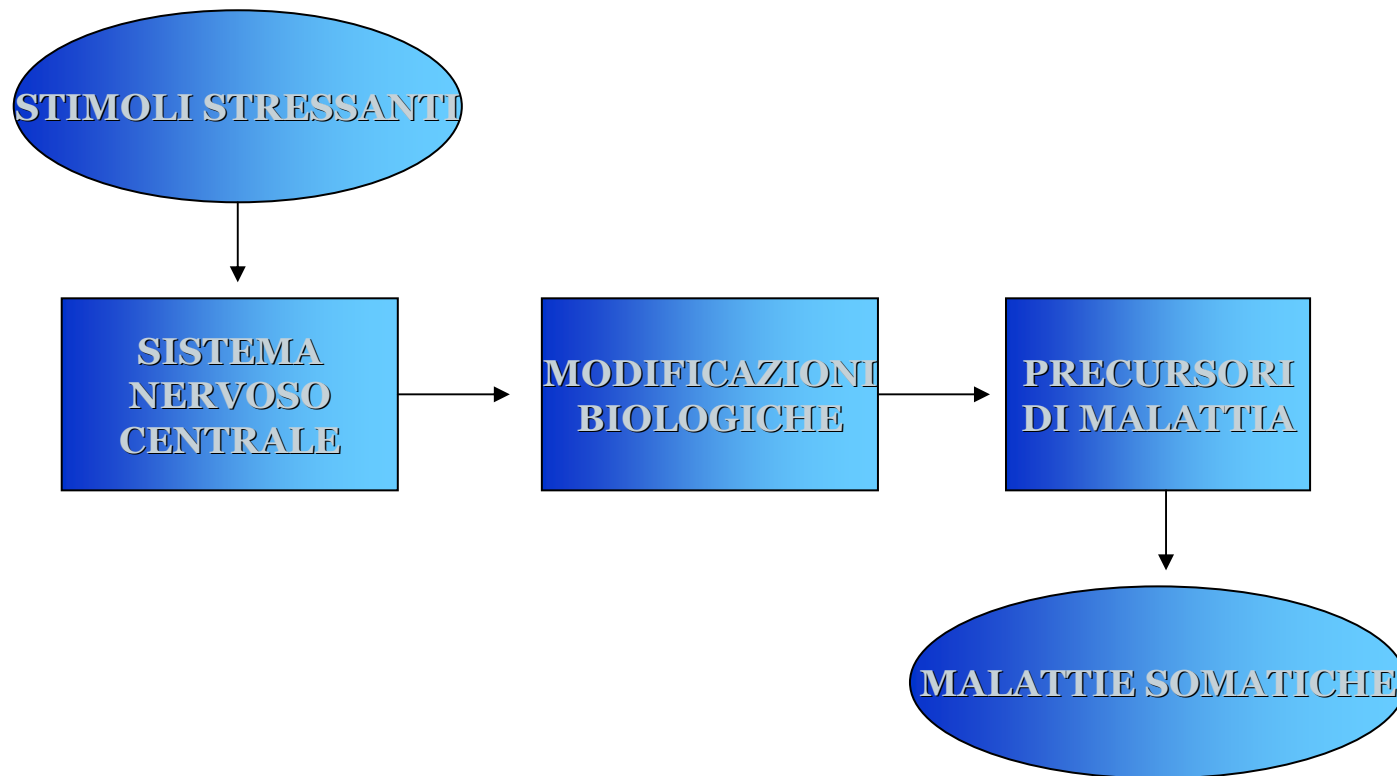 STIMOLI STRESSANTI
SISTEMA
NERVOSO
CENTRALE
MODIFICAZIONI
BIOLOGICHE
PRECURSORI
DI MALATTIA
MALATTIE SOMATICHE